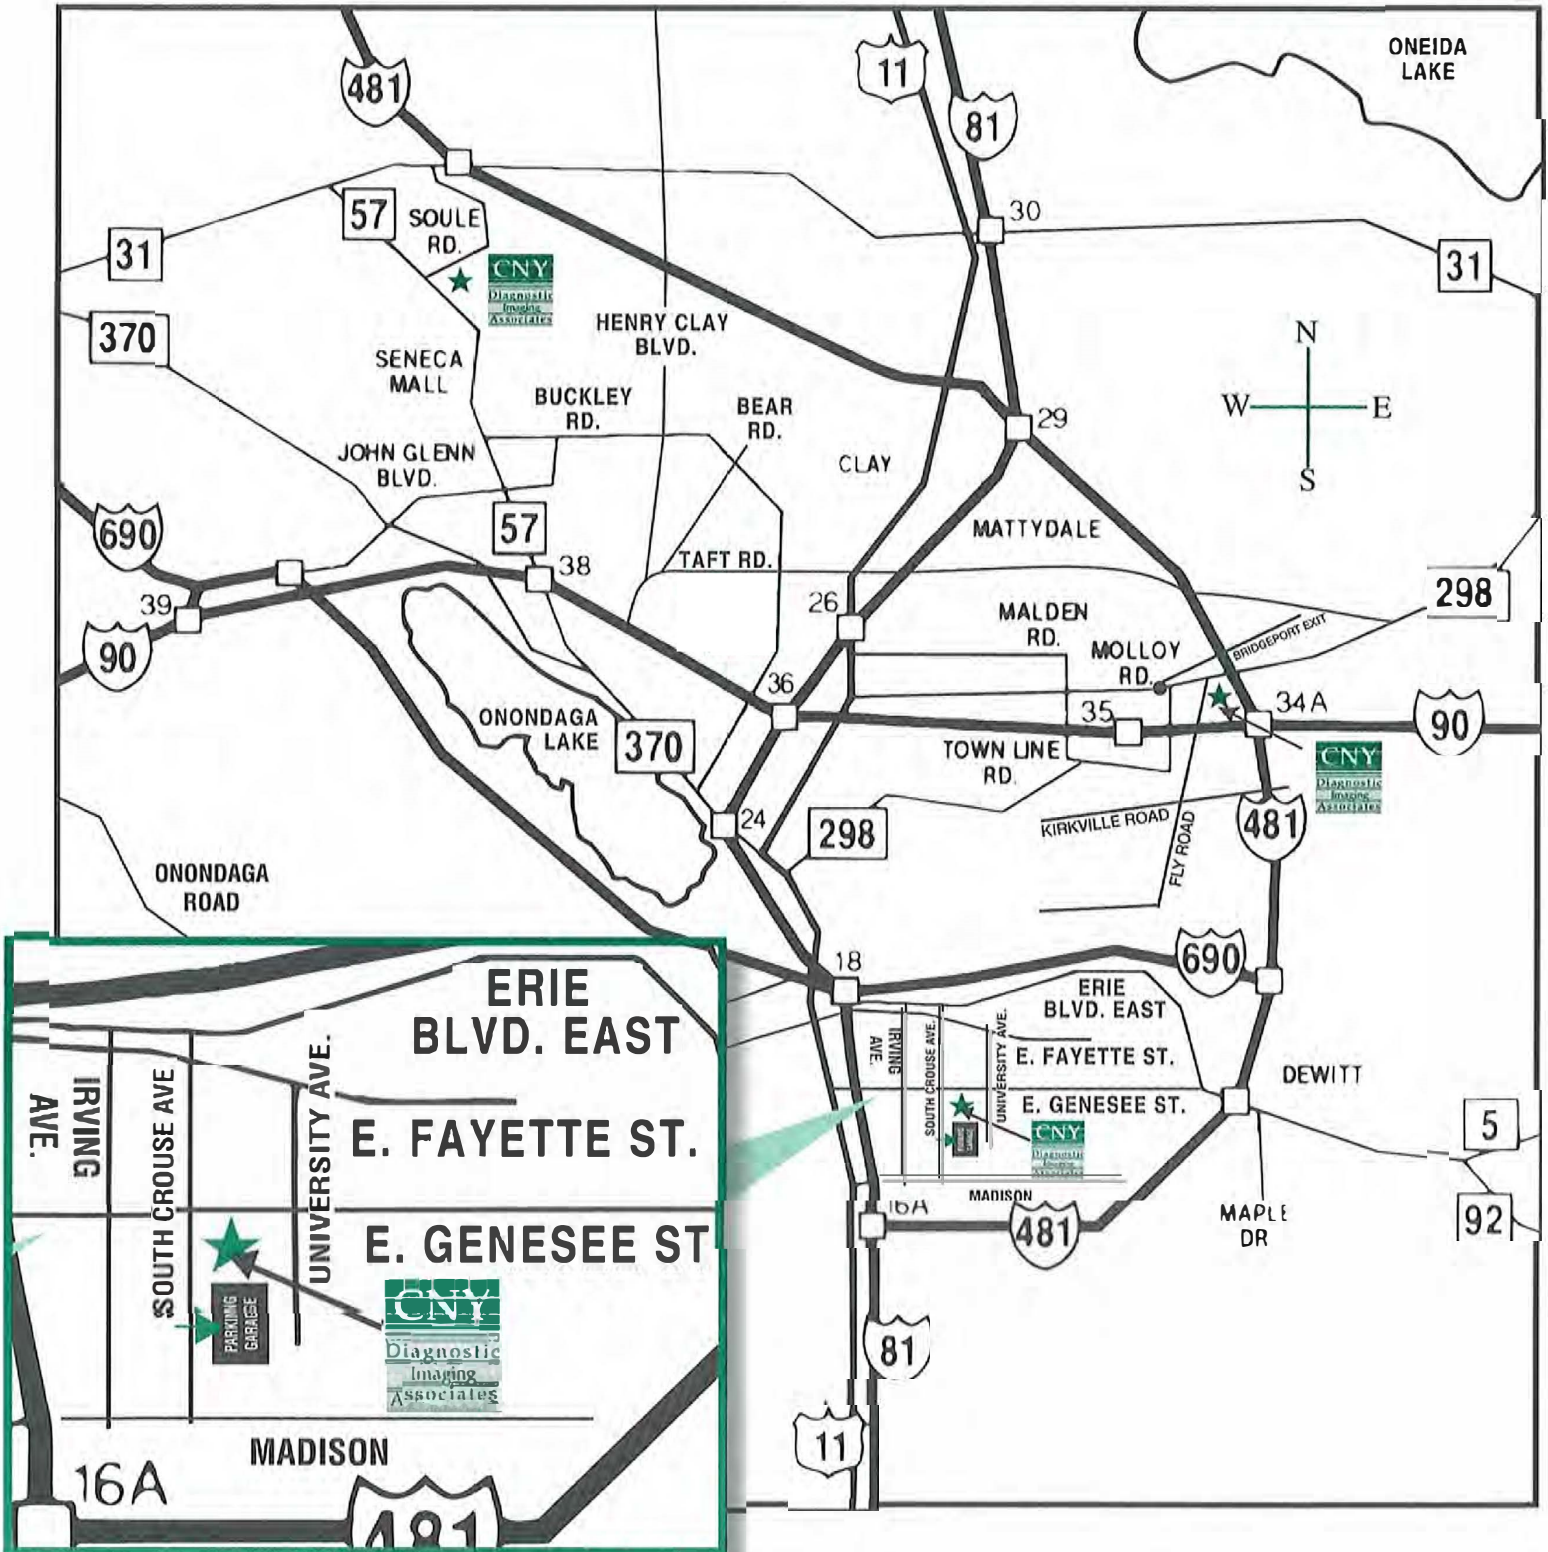 ONEIDA
LAKE
11
481
81
57
SOULE
RD.
30
31
31
CNY
Diagnostic
Imaging
Associates
370
HENRY CLAY
BLVD.
N
W
E
S
SENECA
MALL
BUCKLEY
RD.
BEAR
RD.
29
JOHN GLENN
BLVD.
CLAY
690
57
MATTYDALE
38
TAFT RD.
298
39
26
MALDEN
RD.
90
MOLLOY
RD.
BRIDGEPORT EXIT
36
ONONDAGA
LAKE
370
35
34A
90
TOWN LINE
RD.
CNY
Diagnostic
Imaging
Associates
24
298
KIRKVILLE ROAD
481
FLY ROAD
ONONDAGA
ROAD
18
690
ERIE
BLVD. EAST
IRVING
AVE.
SOUTH CROUSE AVE.
UNIVERSITY AVE.
E. FAYETTE ST.
DEWITT
E. GENESEE ST.
CNY
Diagnostic
Imaging
Associates
5
MADISON
16A
481
MAPLE
DR
92
81
11
ERIE
BLVD. EAST
IRVING
AVE.
SOUTH CROUSE AVE
UNIVERSITY AVE.
E. FAYETTE ST.
E. GENESEE ST
PARKIMNG
GARAGSE
CNY
Diagnostic
Imaging
Associates
MADISON
16A
481